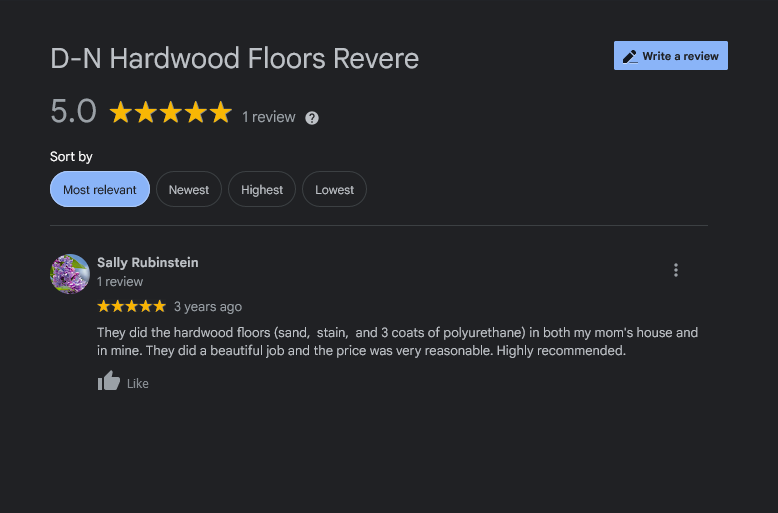 D-N Hardwood Floors Revere
Write a review
5.0 1 review ?
Sort by
Most relevant Newest Highest Lowest
Sally Rubinstein
1 review
3 years ago
They did the hardwood floors (sand,  stain,  and 3 coats of polyurethane) in both my mom's house and
in mine. They did a beautiful job and the price was very reasonable. Highly recommended.
Like